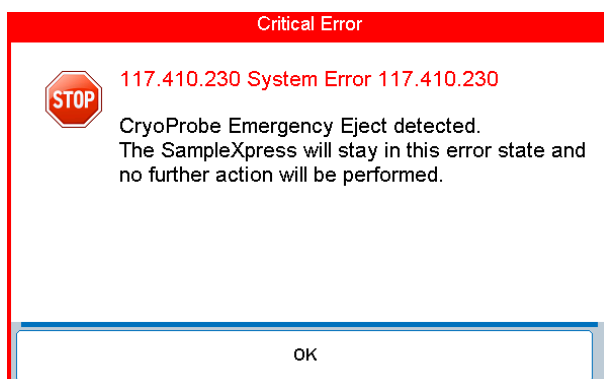 Critical Error
STOP
117.410.230 System Error 117.410.230
CryoProbe Emergency Eject detected.
The SampleXpress will stay in this error state and
no further action will be performed.
OK